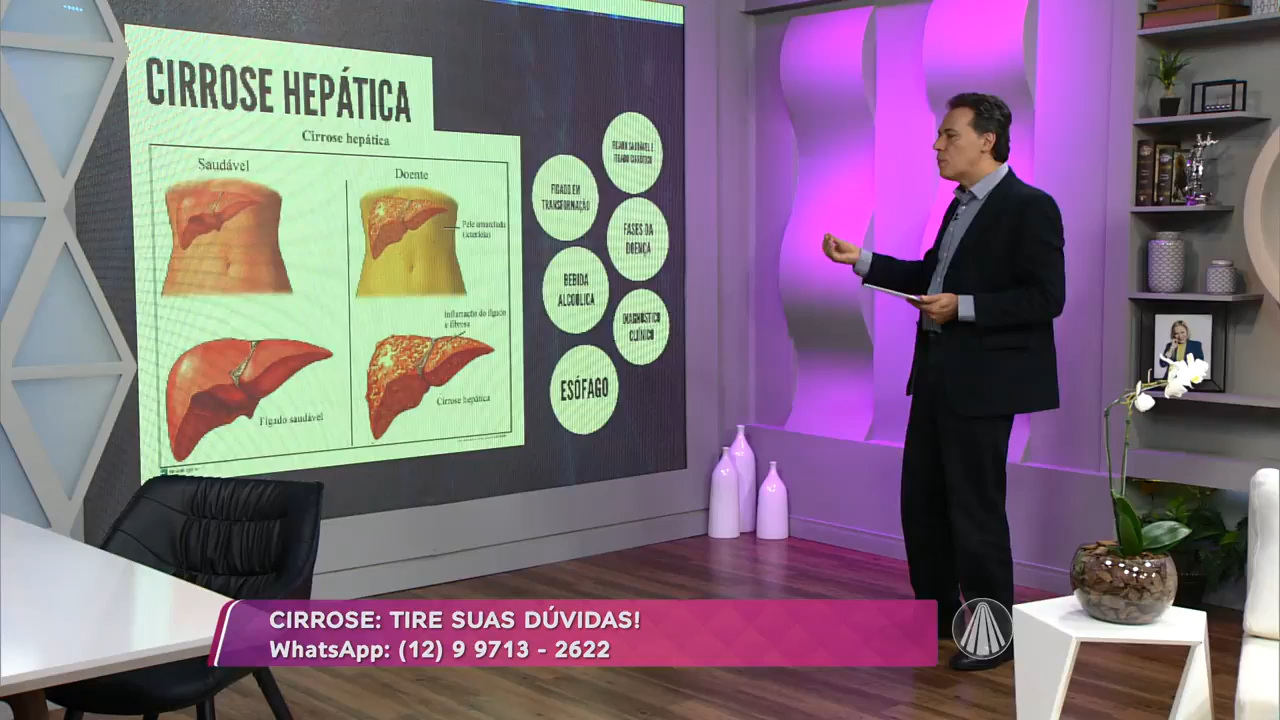 CIRROSE HEPÁTICA
Cirrose hepática
Saudável
Doente
Pele amarelada
(icterícia)
Inflamação do fígado
e fibrose
Fígado saudável
Cirrose hepática
FÍGADO SAUDÁVEL E
FÍGADO CIRRÓTICO
FIGADO EM
TRANSFORMAÇÃO
FASES DA
DOENÇA
BEBIDA
ALCOÓLICA
DIAGNÓSTICO
CLÍNICO
ESÔFAGO
CIRROSE: TIRE SUAS DÚVIDAS!
WhatsApp: (12) 9 9713 - 2622